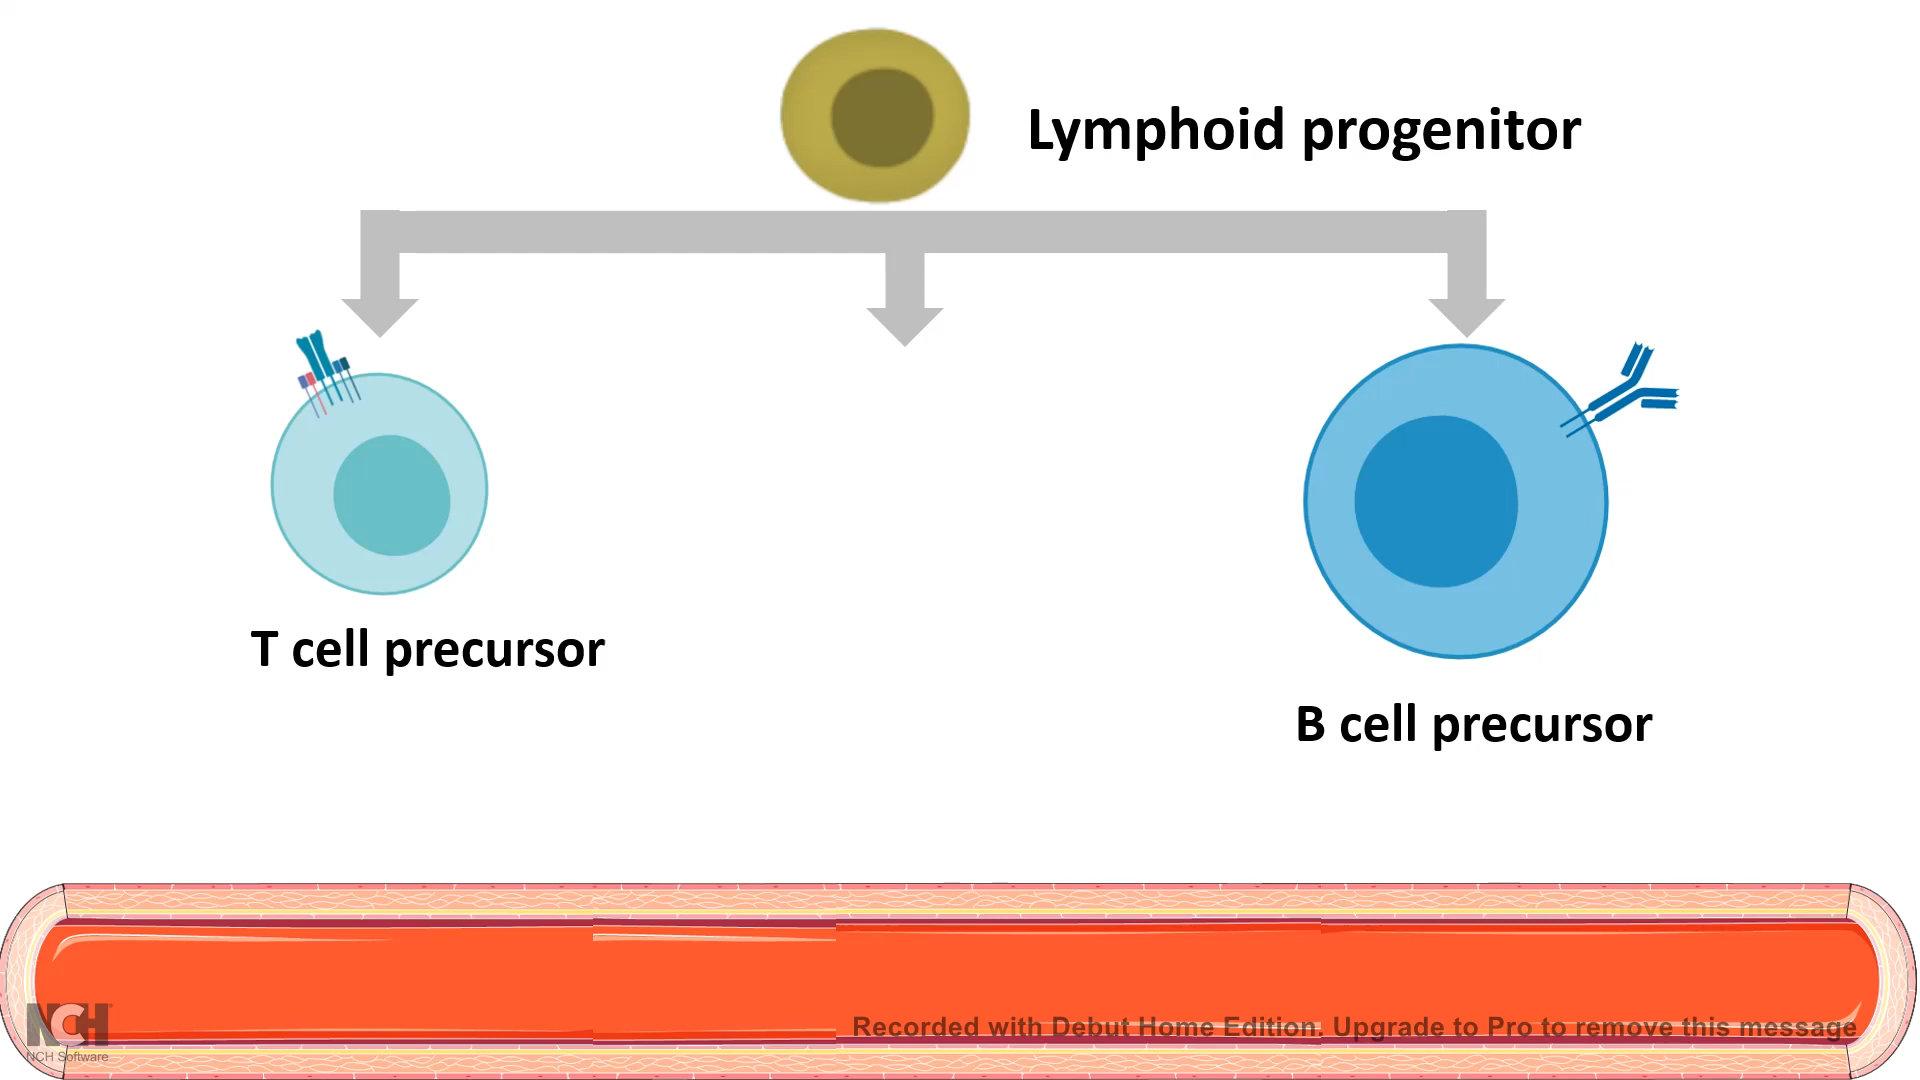 Lymphoid progenitor
T cell precursor
B cell precursor
NCH
NCH Software
Recorded with Debut Home Edition. Upgrade to Pro to remove this message